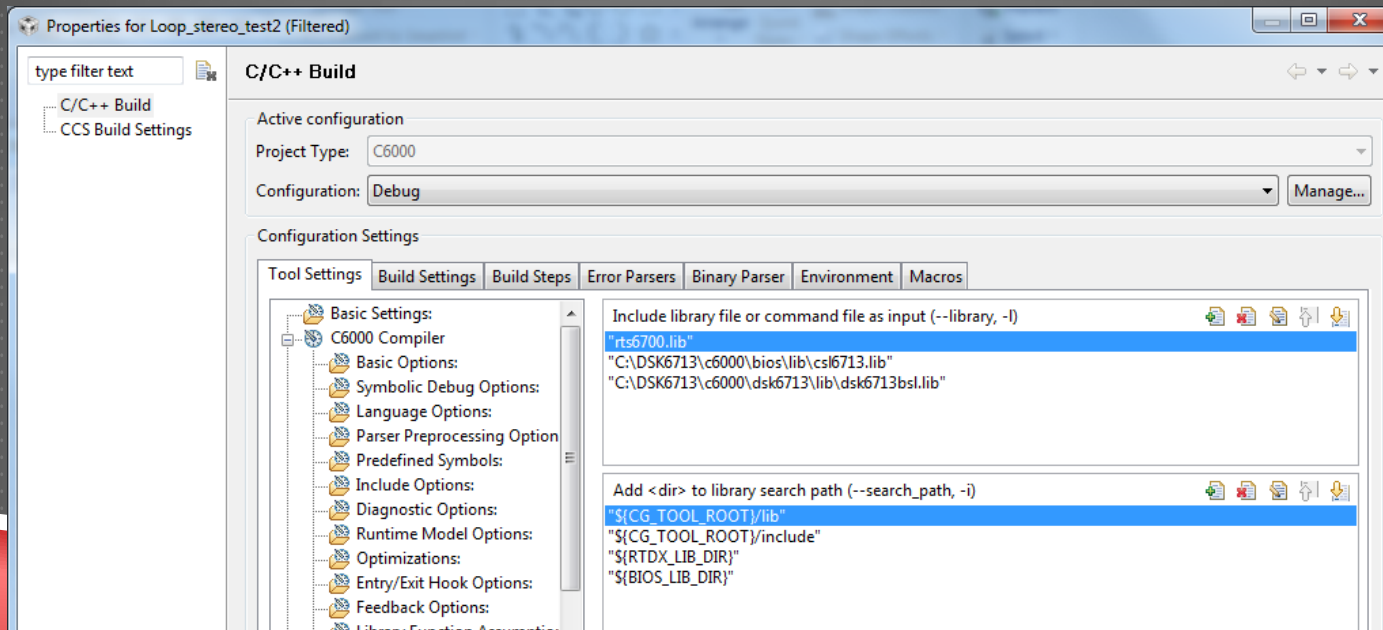 Properties for Loop_stereo_test2 (Filtered)
type filter text
C/C++ Build
CCS Build Settings
C/C++ Build
Active configuration
Project Type: C6000
Configuration: Debug Manage...
Configuration Settings
Tool Settings Build Settings Build Steps Error Parsers Binary Parser Environment Macros
Basic Settings:
C6000 Compiler
Basic Options:
Symbolic Debug Options:
Language Options:
Parser Preprocessing Option
Predefined Symbols:
Include Options:
Diagnostic Options:
Runtime Model Options:
Optimizations:
Entry/Exit Hook Options:
Feedback Options:
Include library file or command file as input (--library, -l)
"rts6700.lib"
"C:\DSK6713\c6000\bios\lib\csl6713.lib"
"C:\DSK6713\c6000\dsk6713\lib\dsk6713bsl.lib"
Add <dir> to library search path (--search_path, -i)
"${CG_TOOL_ROOT}/lib"
"${CG_TOOL_ROOT}/include"
"${RTDX_LIB_DIR}"
"${BIOS_LIB_DIR}"